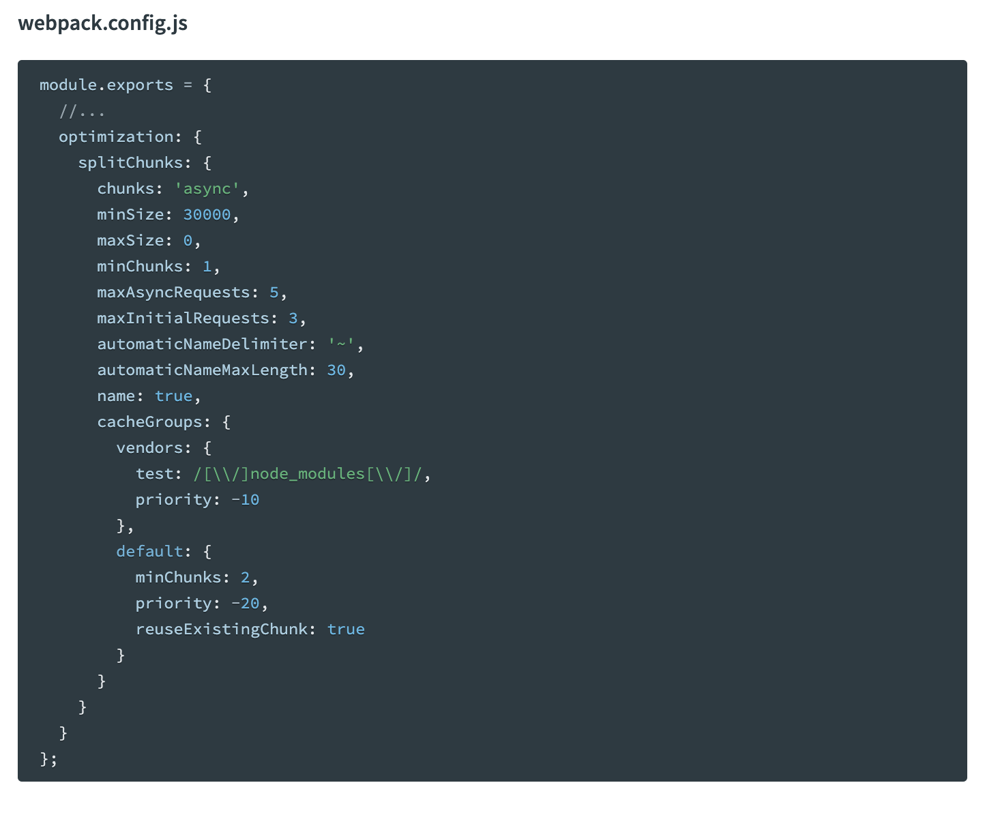 webpack.config.js
module.exports = {
  //...
  optimization: {
    splitChunks: {
      chunks: 'async',
      minSize: 30000,
      maxSize: 0,
      minChunks: 1,
      maxAsyncRequests: 5,
      maxInitialRequests: 3,
      automaticNameDelimiter: '~',
      automaticNameMaxLength: 30,
      name: true,
      cacheGroups: {
        vendors: {
          test: /[\\/]node_modules[\\/]/,
          priority: -10
        },
        default: {
          minChunks: 2,
          priority: -20,
          reuseExistingChunk: true
        }
      }
    }
  }
};